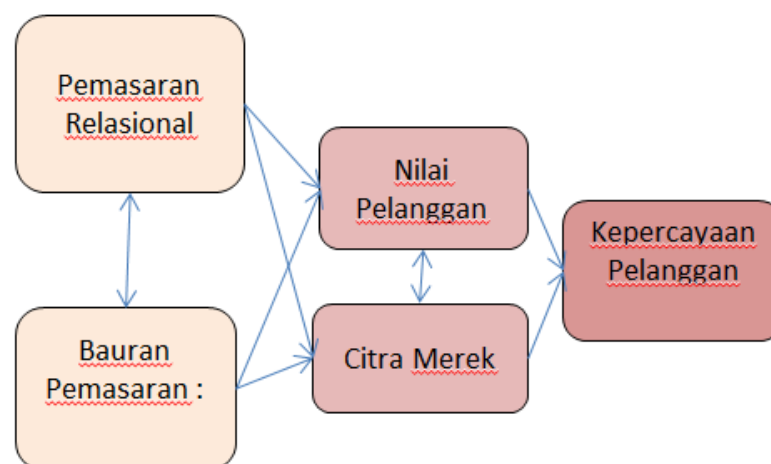 Pemasaran
Relasional
Nilai
Pelanggan
Kepercayaan
Pelanggan
Bauran
Pemasaran :
Citra Merek